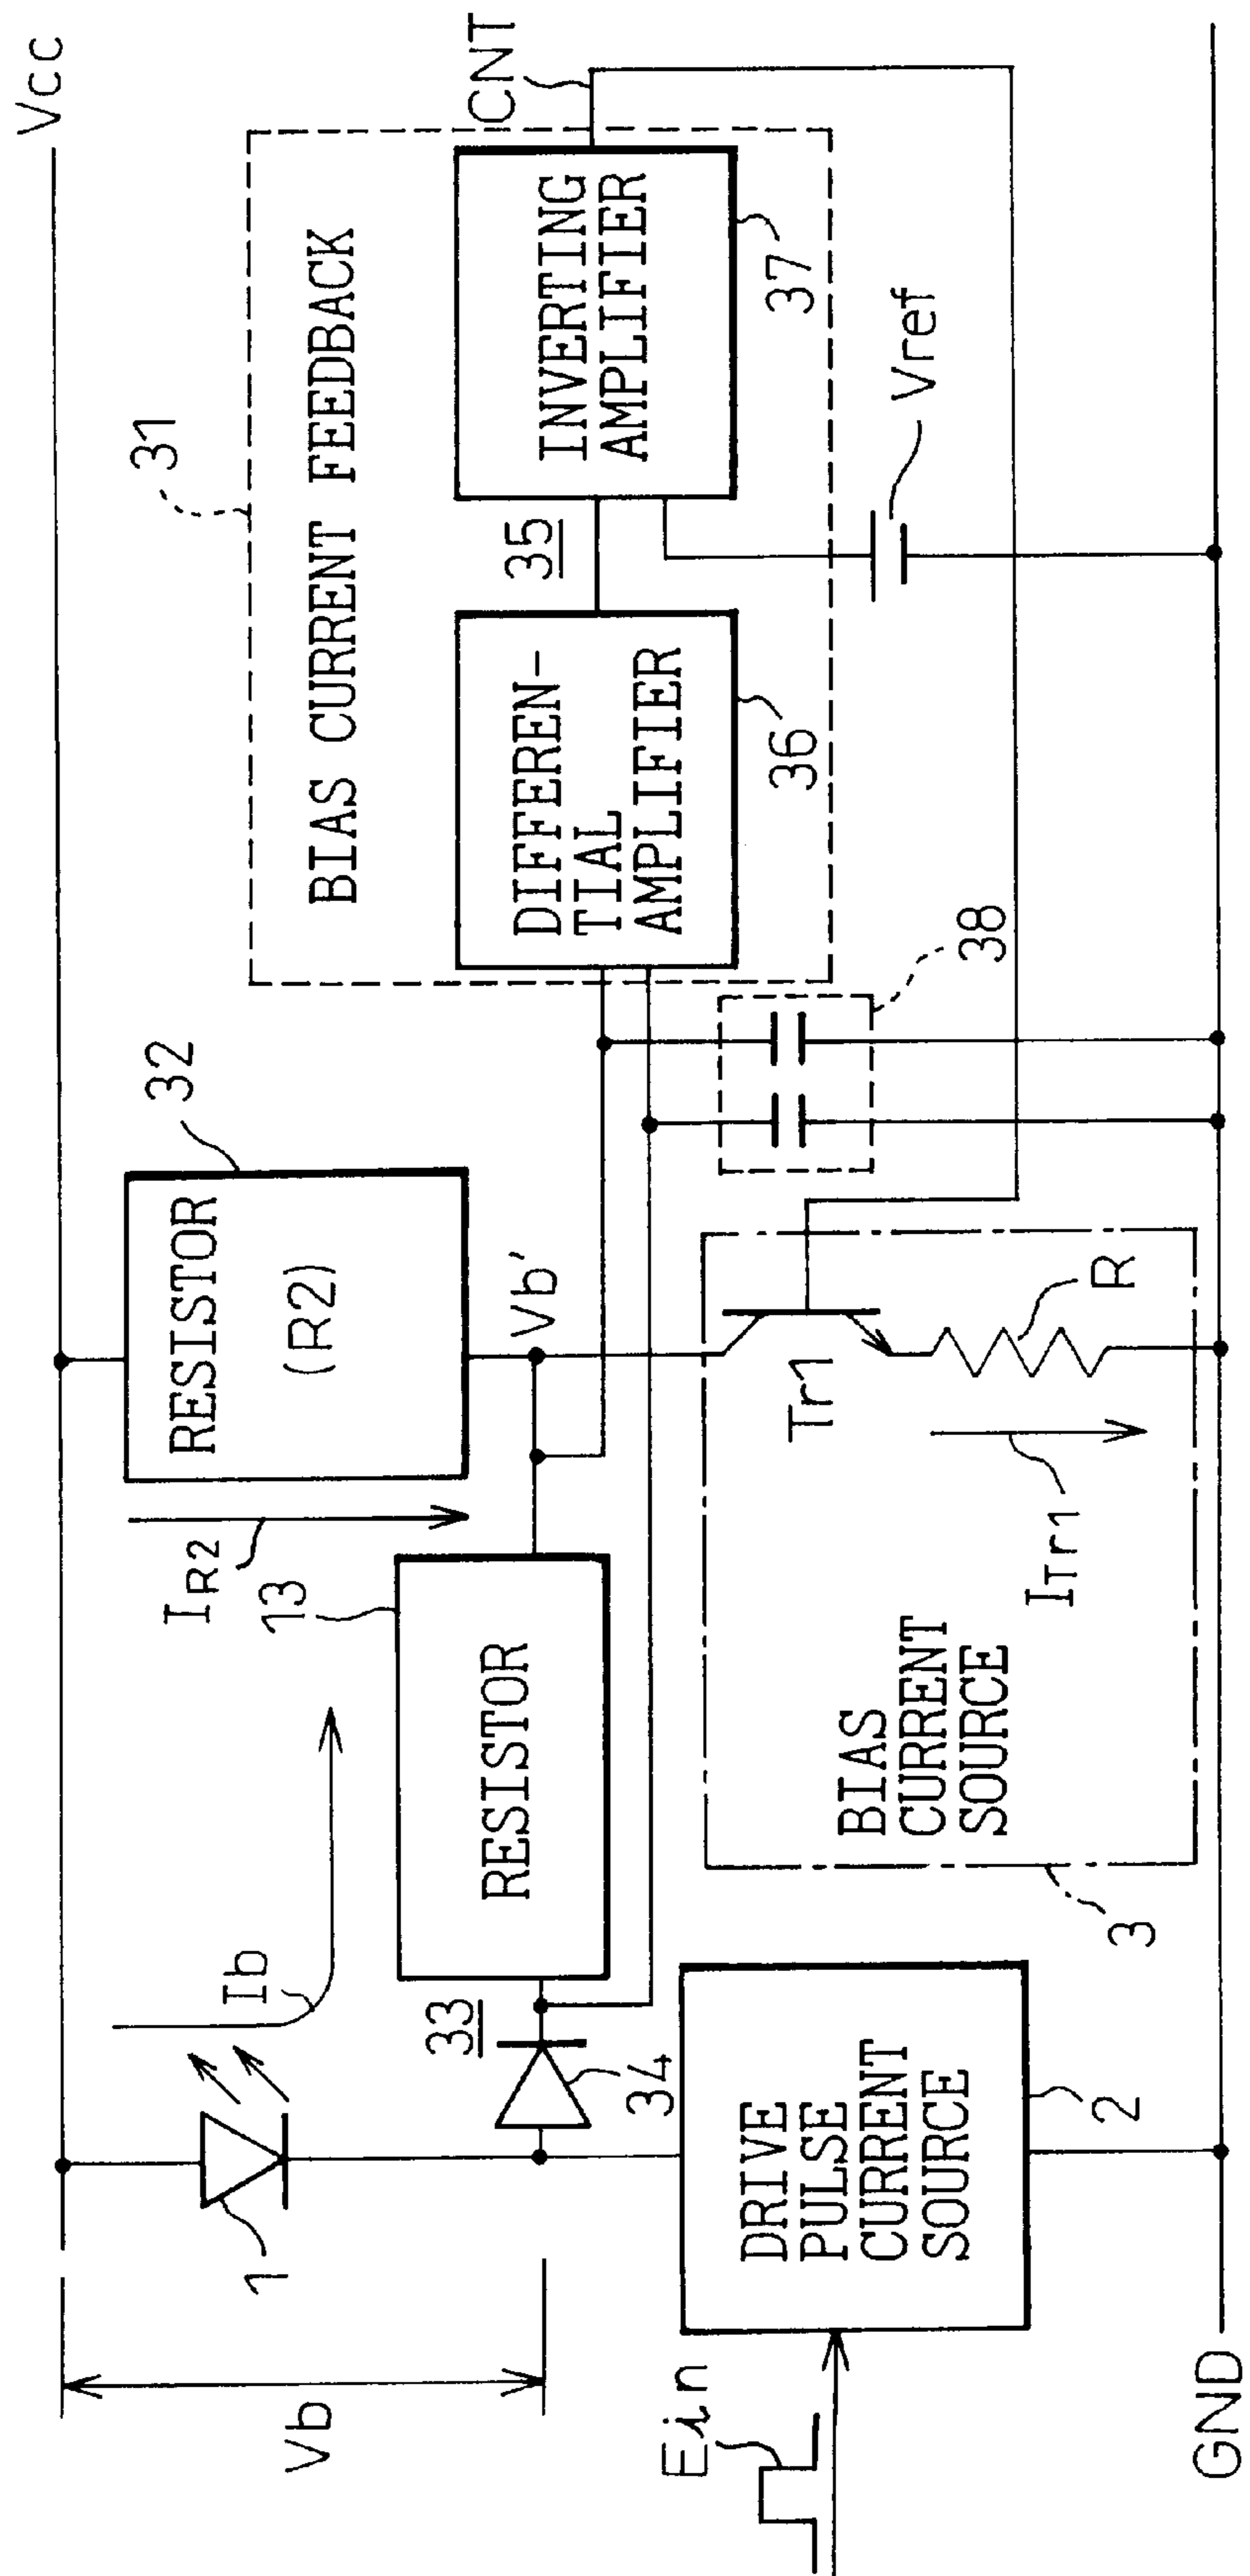 Vcc
31
BIAS CURRENT FEEDBACK
CNT
32
RESISTOR
(R2)
IR2
Ib
1
Vb
13
RESISTOR
33
34
Vb'
DIFFEREN-
TIAL
AMPLIFIER
36
35
INVERTING
AMPLIFIER
37
Vref
38
Tr1
R
ITr1
BIAS
CURRENT
SOURCE
3
DRIVE
PULSE
CURRENT
SOURCE
2
Ein
GND